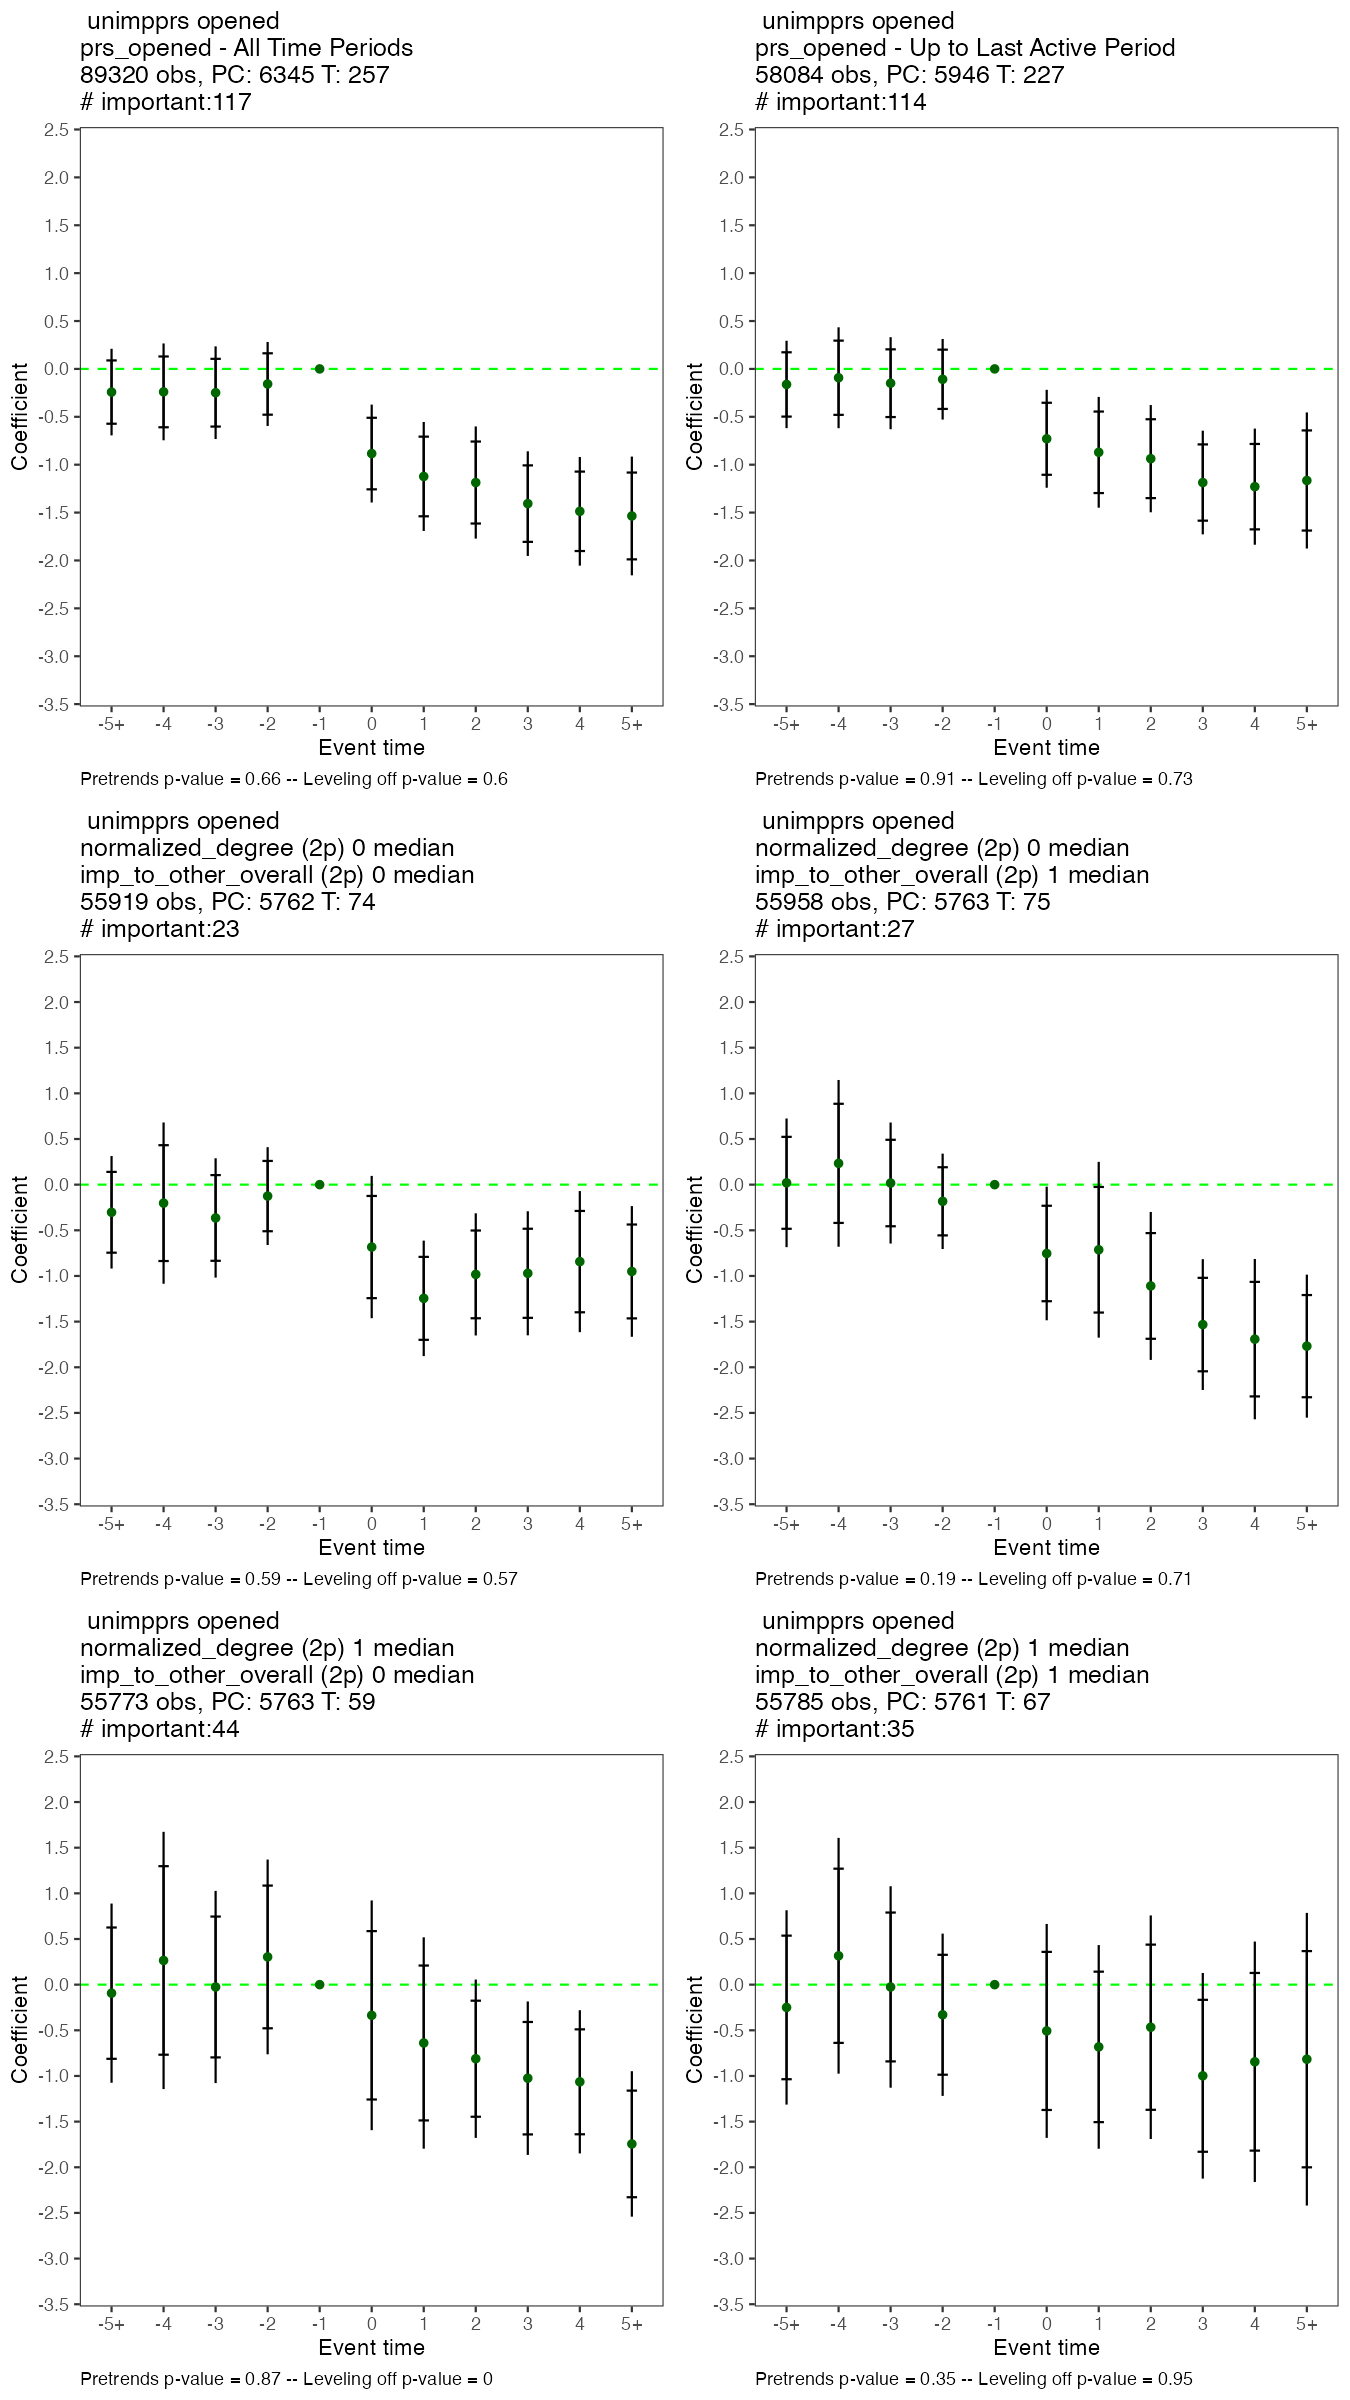 unimpprs opened
prs_opened - All Time Periods
89320 obs, PC: 6345 T: 257
# important:117
2.5
2.0
1.5
1.0
0.5
0.0
-0.5
-1.0
-1.5
-2.0
-2.5
-3.0
-3.5
Coefficient
-5+ -4 -3 -2 -1 0 1 2 3 4 5+
Event time
Pretrends p-value = 0.66 -- Leveling off p-value = 0.6
unimpprs opened
prs_opened - Up to Last Active Period
58084 obs, PC: 5946 T: 227
# important:114
2.5
2.0
1.5
1.0
0.5
0.0
-0.5
-1.0
-1.5
-2.0
-2.5
-3.0
-3.5
Coefficient
-5+ -4 -3 -2 -1 0 1 2 3 4 5+
Event time
Pretrends p-value = 0.91 -- Leveling off p-value = 0.73
unimpprs opened
normalized_degree (2p) 0 median
imp_to_other_overall (2p) 0 median
55919 obs, PC: 5762 T: 74
# important:23
2.5
2.0
1.5
1.0
0.5
0.0
-0.5
-1.0
-1.5
-2.0
-2.5
-3.0
-3.5
Coefficient
-5+ -4 -3 -2 -1 0 1 2 3 4 5+
Event time
Pretrends p-value = 0.59 -- Leveling off p-value = 0.57
unimpprs opened
normalized_degree (2p) 0 median
imp_to_other_overall (2p) 1 median
55958 obs, PC: 5763 T: 75
# important:27
2.5
2.0
1.5
1.0
0.5
0.0
-0.5
-1.0
-1.5
-2.0
-2.5
-3.0
-3.5
Coefficient
-5+ -4 -3 -2 -1 0 1 2 3 4 5+
Event time
Pretrends p-value = 0.19 -- Leveling off p-value = 0.71
unimpprs opened
normalized_degree (2p) 1 median
imp_to_other_overall (2p) 0 median
55773 obs, PC: 5763 T: 59
# important:44
2.5
2.0
1.5
1.0
0.5
0.0
-0.5
-1.0
-1.5
-2.0
-2.5
-3.0
-3.5
Coefficient
-5+ -4 -3 -2 -1 0 1 2 3 4 5+
Event time
Pretrends p-value = 0.87 -- Leveling off p-value = 0
unimpprs opened
normalized_degree (2p) 1 median
imp_to_other_overall (2p) 1 median
55785 obs, PC: 5761 T: 67
# important:35
2.5
2.0
1.5
1.0
0.5
0.0
-0.5
-1.0
-1.5
-2.0
-2.5
-3.0
-3.5
Coefficient
-5+ -4 -3 -2 -1 0 1 2 3 4 5+
Event time
Pretrends p-value = 0.35 -- Leveling off p-value = 0.95